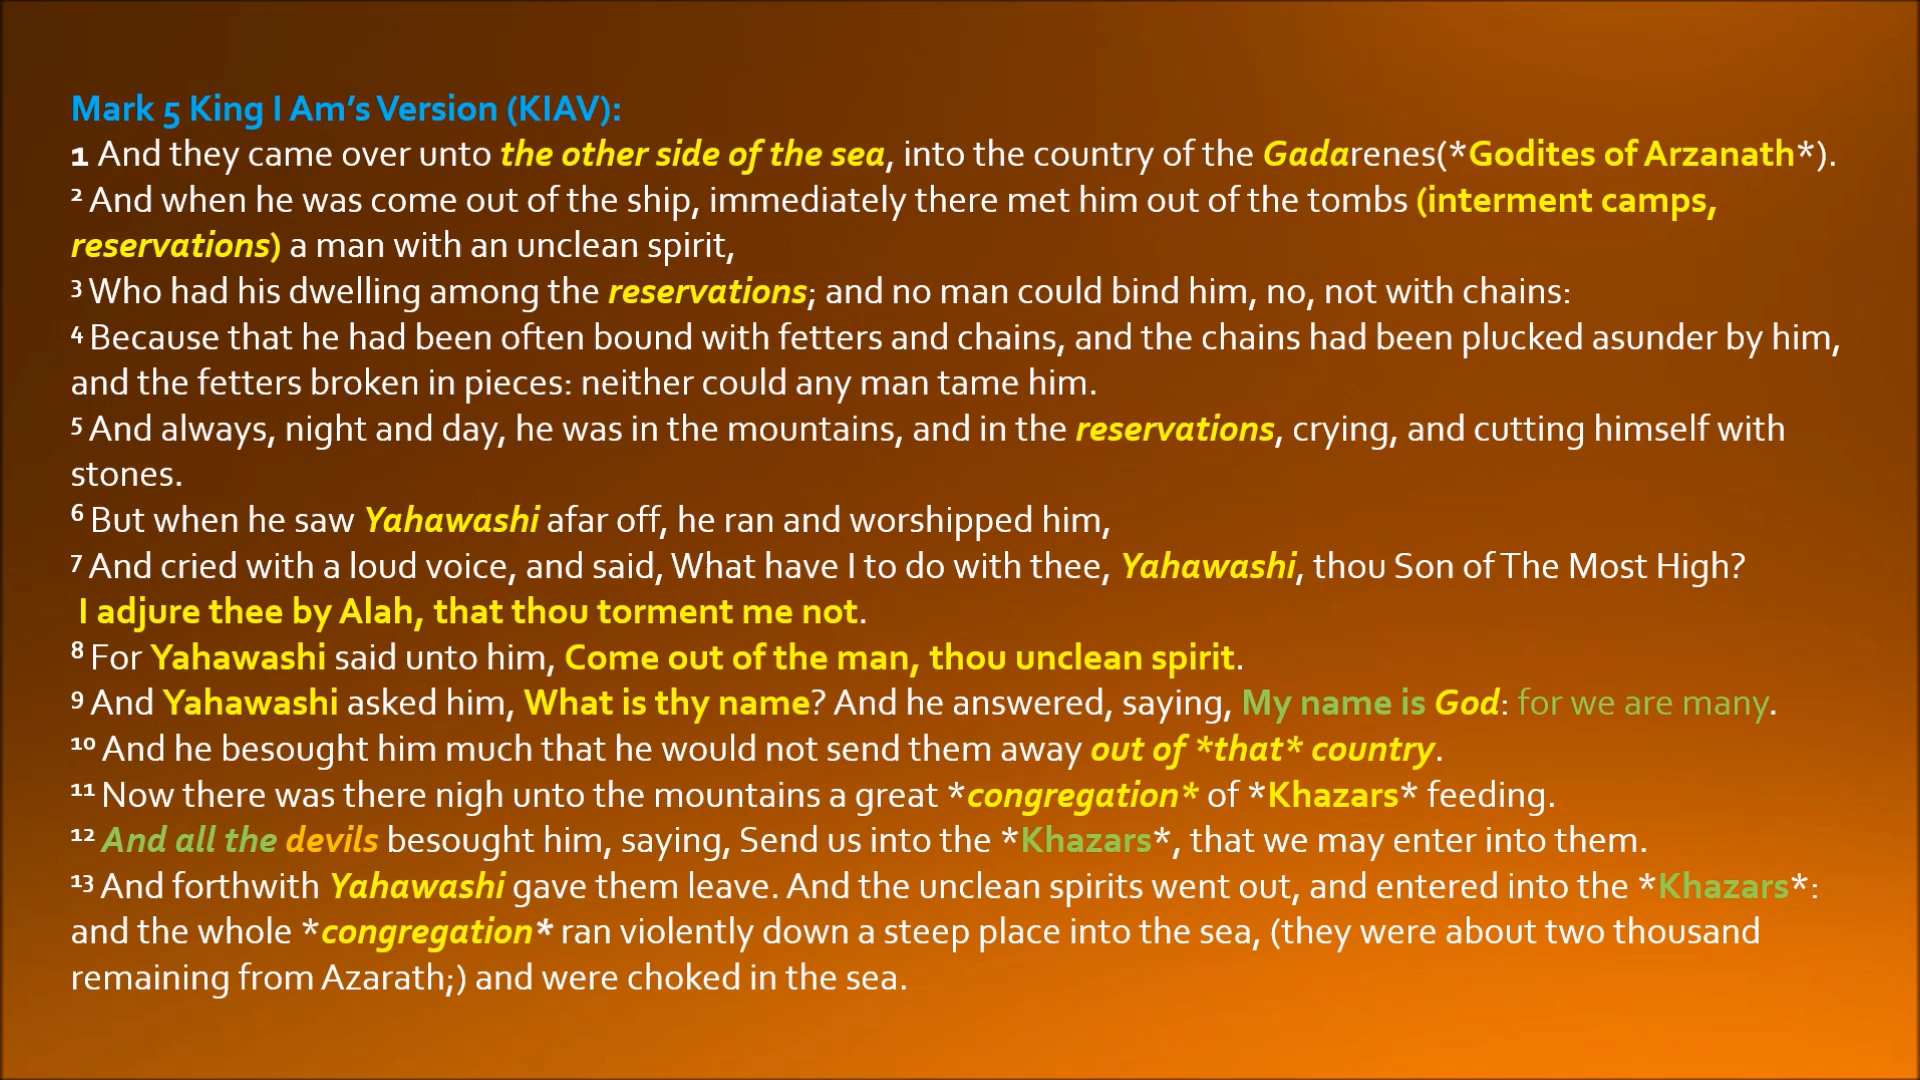 Mark 5 King I Am's Version (KIAV):
1 And they came over unto the other side of the sea, into the country of the Gadarenes(*Godites of Arzanath*).
2 And when he was come out of the ship, immediately there met him out of the tombs (interment camps,
reservations) a man with an unclean spirit,
3 Who had his dwelling among the reservations; and no man could bind him, no, not with chains:
4 Because that he had been often bound with fetters and chains, and the chains had been plucked asunder by him,
and the fetters broken in pieces: neither could any man tame him.
5 And always, night and day, he was in the mountains, and in the reservations, crying, and cutting himself with
stones.
6 But when he saw Yahawashi afar off, he ran and worshipped him,
7 And cried with a loud voice, and said, What have I to do with thee, Yahawashi, thou Son of The Most High?
I adjure thee by Alah, that thou torment me not.
8 For Yahawashi said unto him, Come out of the man, thou unclean spirit.
9 And Yahawashi asked him, What is thy name? And he answered, saying, My name is God: for we are many.
10 And he besought him much that he would not send them away out of *that* country.
11 Now there was there nigh unto the mountains a great *congregation* of *Khazars* feeding.
12 And all the devils besought him, saying, Send us into the *Khazars*, that we may enter into them.
13 And forthwith Yahawashi gave them leave. And the unclean spirits went out, and entered into the *Khazars*:
and the whole *congregation* ran violently down a steep place into the sea, (they were about two thousand
remaining from Azarath;) and were choked in the sea.